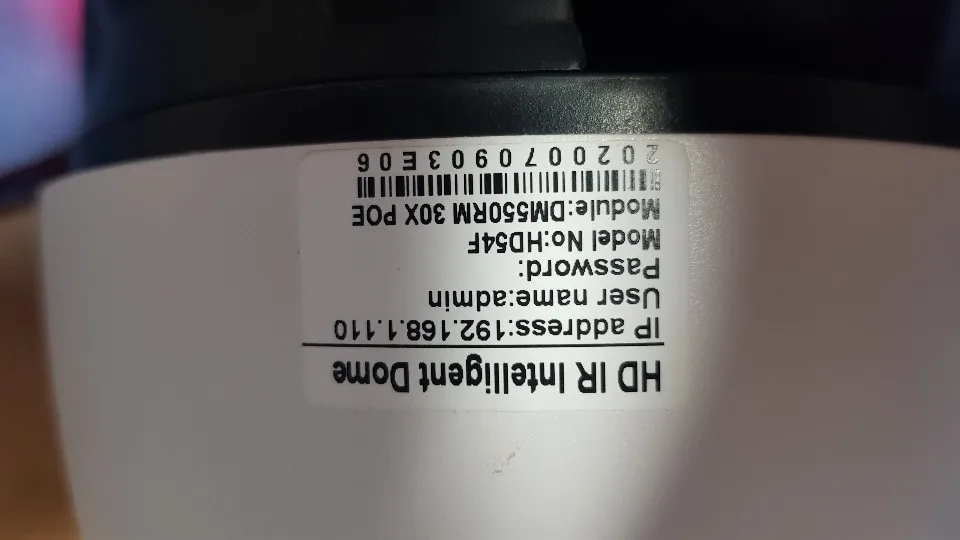 HD IR Intelligent Dome
IP address:192.168.1.110
User name:admin
Password:
Model No:HD54F
Module:DM550RM 30X POE
2020070903E06